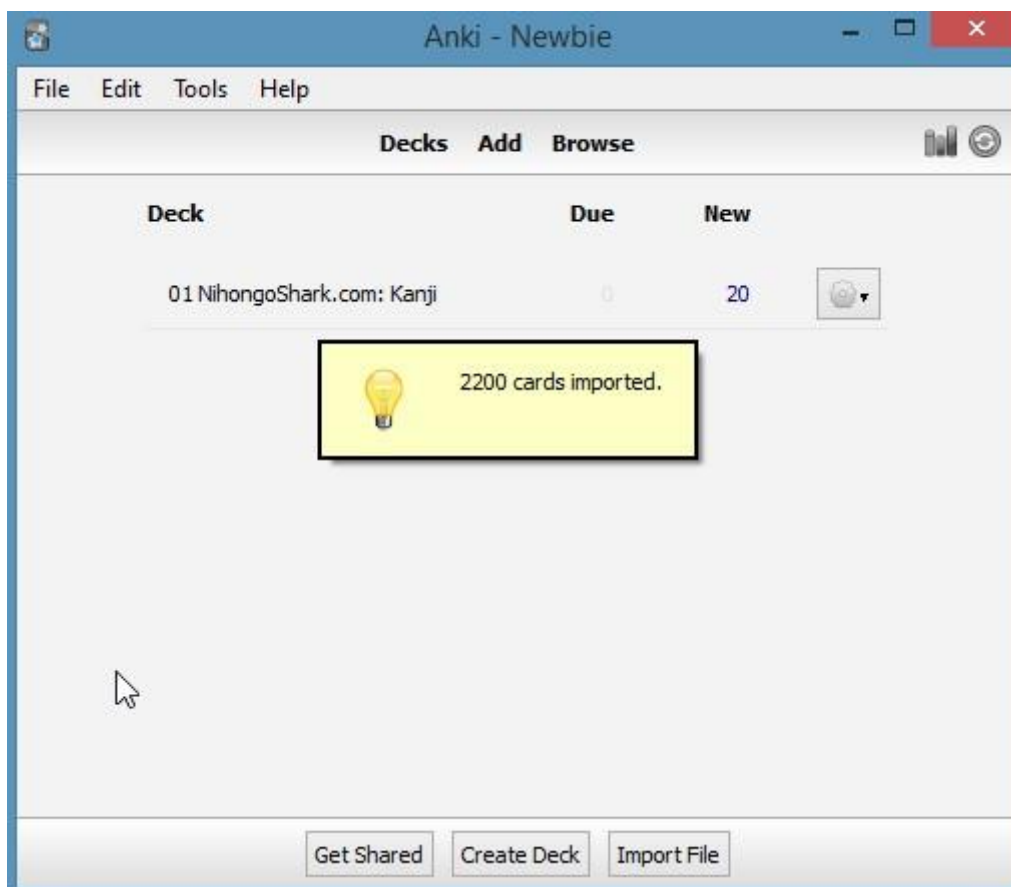 Anki - Newbie
File Edit Tools Help
Decks Add Browse
Deck Due New
01 NihongoShark.com: Kanji 0 20
2200 cards imported.
Get Shared Create Deck Import File